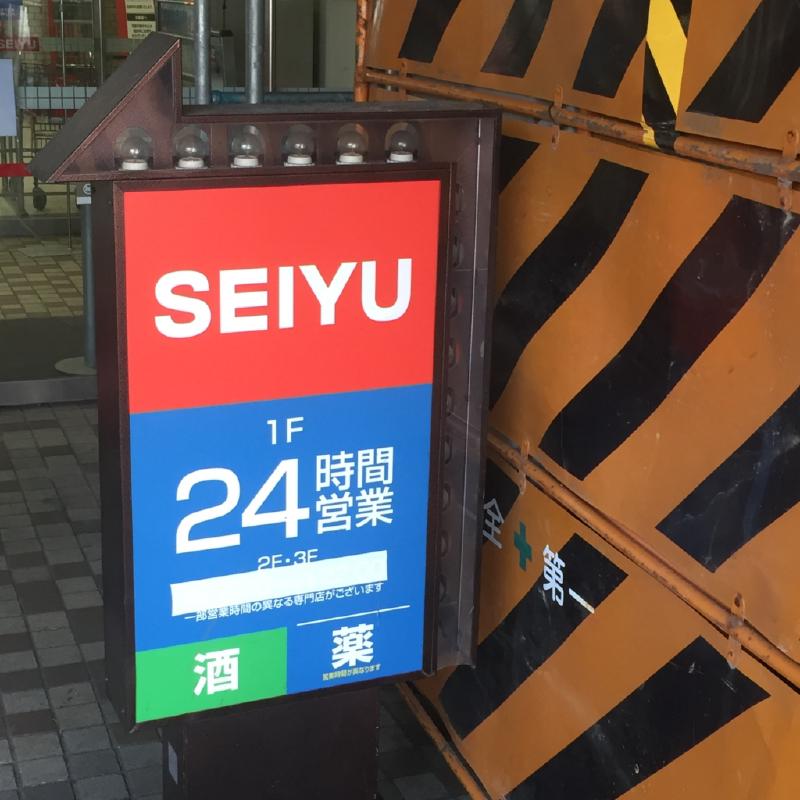 SEIYU
SEIYU
1F
24時間
営業
2F・3F
一部営業時間の異なる専門店がございます
酒
薬
営業時間が異なります
全+第一